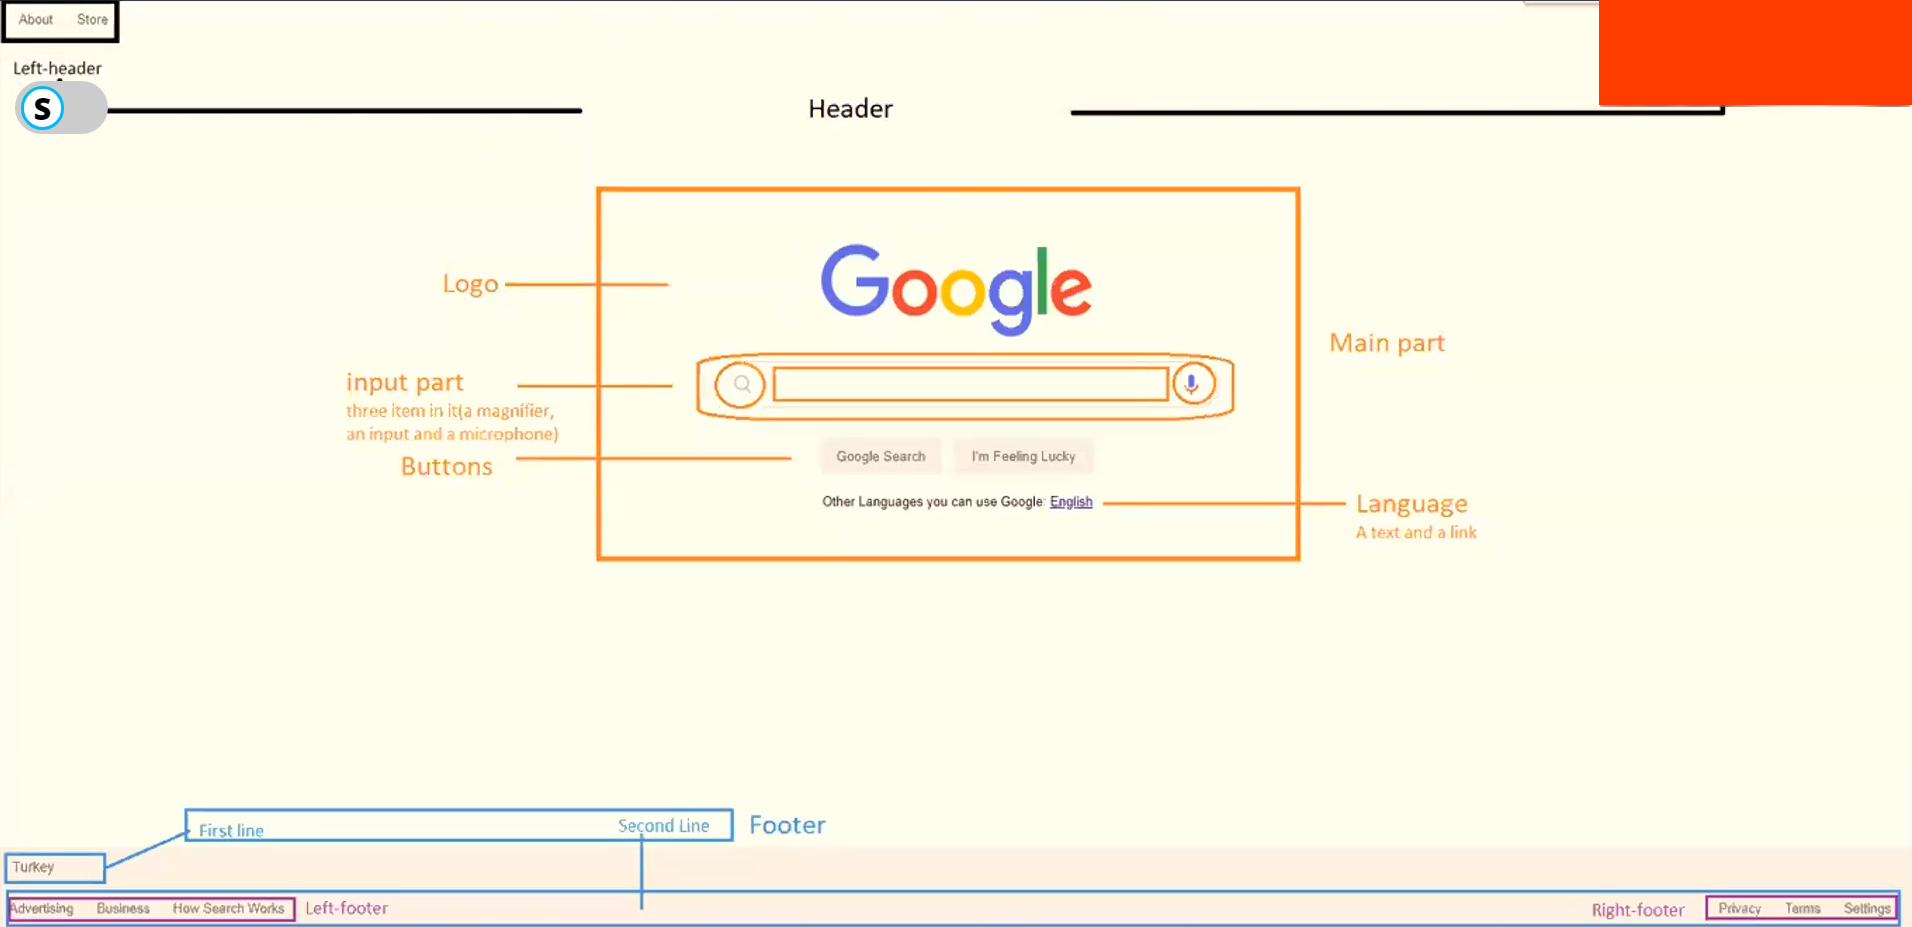 About Store
Left-header
S
Header
Google
Logo
Main part
input part
three item in it(a magnifier,
an input and a microphone)
Buttons
Google Search I'm Feeling Lucky
Other Languages you can use Google: English
Language
A text and a link
First line Second Line Footer
Turkey
Advertising Business How Search Works Left-footer Right-footer Privacy Terms Settings